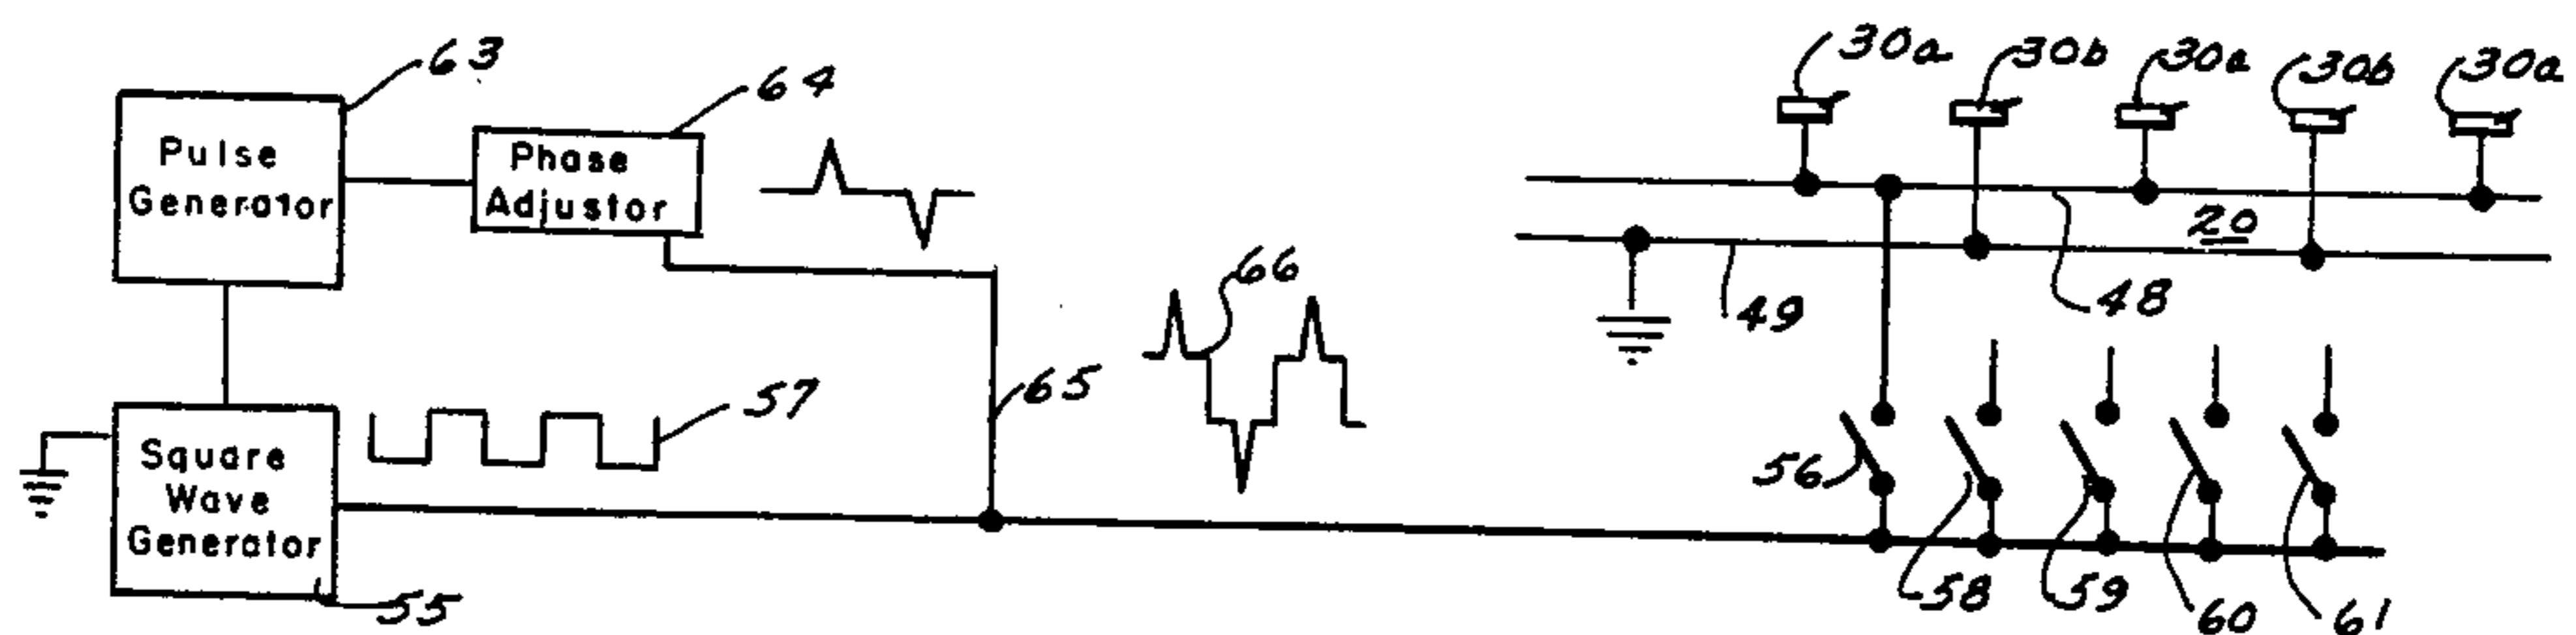 63
64
30a
30b
30a
30b
30a
Pulse
Generator
Phase
Adjustor
20
66
49
48
57
65
Square
Wave
Generator
55
56
58
59
60
61